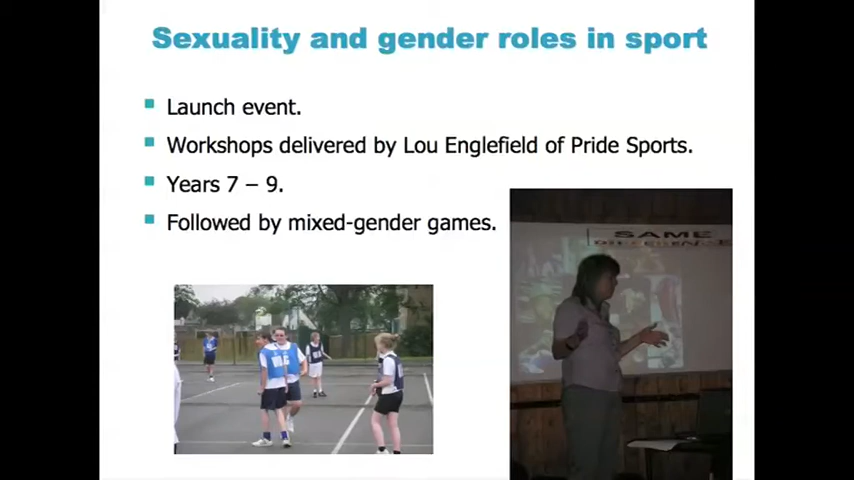 Sexuality and gender roles in sport
Launch event.
Workshops delivered by Lou Englefield of Pride Sports.
Years 7 – 9.
Followed by mixed-gender games.
SAME